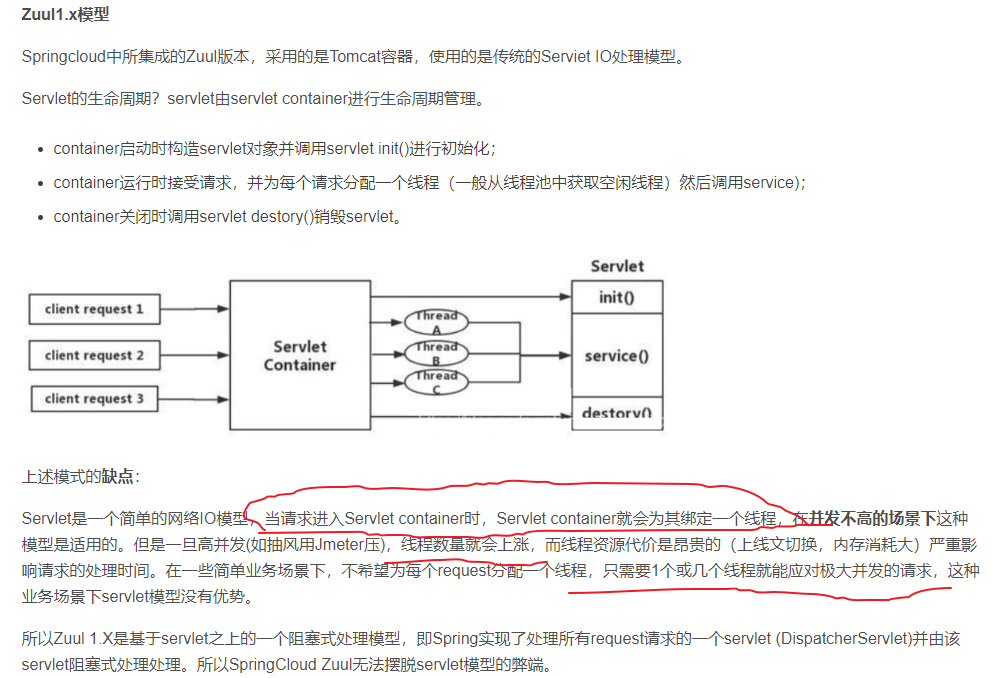 Zuul1.x模型
Springcloud中所集成的Zuul版本，采用的是Tomcat容器，使用的是传统的Serviet IO处理模型。
Servlet的生命周期？servlet由servlet container进行生命周期管理。
container启动时构造servlet对象并调用servlet init()进行初始化；
container运行时接受请求，并为每个请求分配一个线程（一般从线程池中获取空闲线程）然后调用service)；
container关闭时调用servlet destory()销毁servlet。
Servlet
client request 1
init()
Thread
A
client request 2
Servlet
Container
Thread
B
service()
Thread
C
client request 3
destory()
上述模式的缺点：
Servlet是一个简单的网络IO模型，当请求进入Servlet container时，Servlet container就会为其绑定一个线程，在并发不高的场景下这种
模型是适用的。但是一旦高并发(如抽风用Jmeter压)，线程数量就会上涨，而线程资源代价是昂贵的（上线文切换，内存消耗大）严重影
响请求的处理时间。在一些简单业务场景下，不希望为每个request分配一个线程，只需要1个或几个线程就能应对极大并发的请求，这种
业务场景下servlet模型没有优势。
所以Zuul 1.X是基于servlet之上的一个阻塞式处理模型，即Spring实现了处理所有request请求的一个servlet (DispatcherServlet)并由该
servlet阻塞式处理处理。所以SpringCloud Zuul无法摆脱servlet模型的弊端。